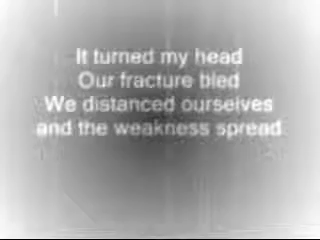 It turned my head
Our fracture bled
We distanced ourselves
and the weakness spread